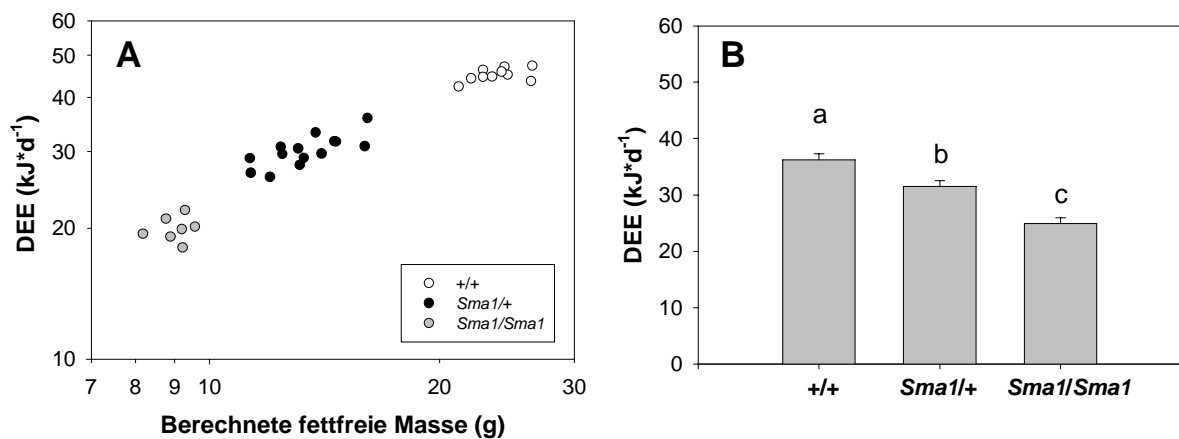 A
DEE (kJ*d⁻¹)
60
50
40
30
20
10
7 8 9 10 20 30
Berechnete fettfreie Masse (g)
+/+
Sma1/+
Sma1/Sma1
B
DEE (kJ*d⁻¹)
60
50
40
30
20
10
0
a
b
c
+/+ Sma1/+ Sma1/Sma1